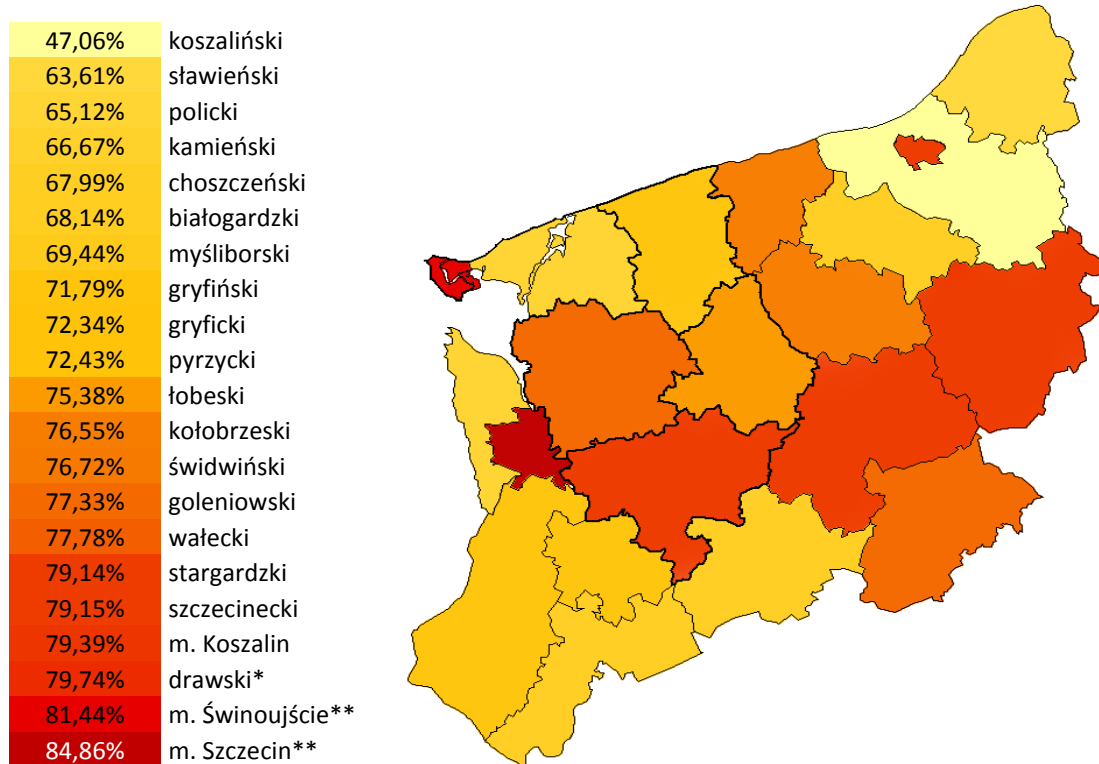 47,06% koszaliński
63,61% sławieński
65,12% policki
66,67% kamieński
67,99% choszczeński
68,14% białogardzki
69,44% myśliborski
71,79% gryfiński
72,34% gryficki
72,43% pyrzycki
75,38% łobeski
76,55% kołobrzeski
76,72% świdwiński
77,33% goleniowski
77,78% wałecki
79,14% stargardzki
79,15% szczecinecki
79,39% m. Koszalin
79,74% drawski*
81,44% m. Świnoujście**
84,86% m. Szczecin**